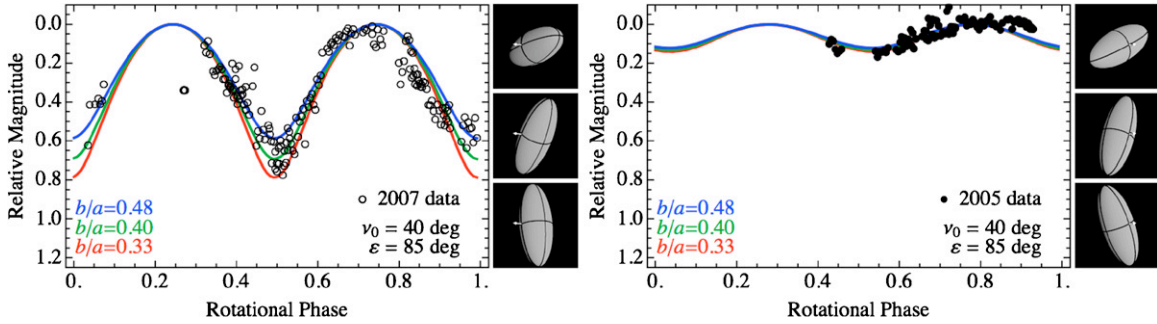 Relative Magnitude
0.0
0.2
0.4
0.6
0.8
1.0
1.2
b/a=0.48
b/a=0.40
b/a=0.33
2007 data
ν₀ = 40 deg
ε = 85 deg
0. 0.2 0.4 0.6 0.8 1.
Rotational Phase
Relative Magnitude
0.0
0.2
0.4
0.6
0.8
1.0
1.2
b/a=0.48
b/a=0.40
b/a=0.33
2005 data
ν₀ = 40 deg
ε = 85 deg
0. 0.2 0.4 0.6 0.8 1.
Rotational Phase